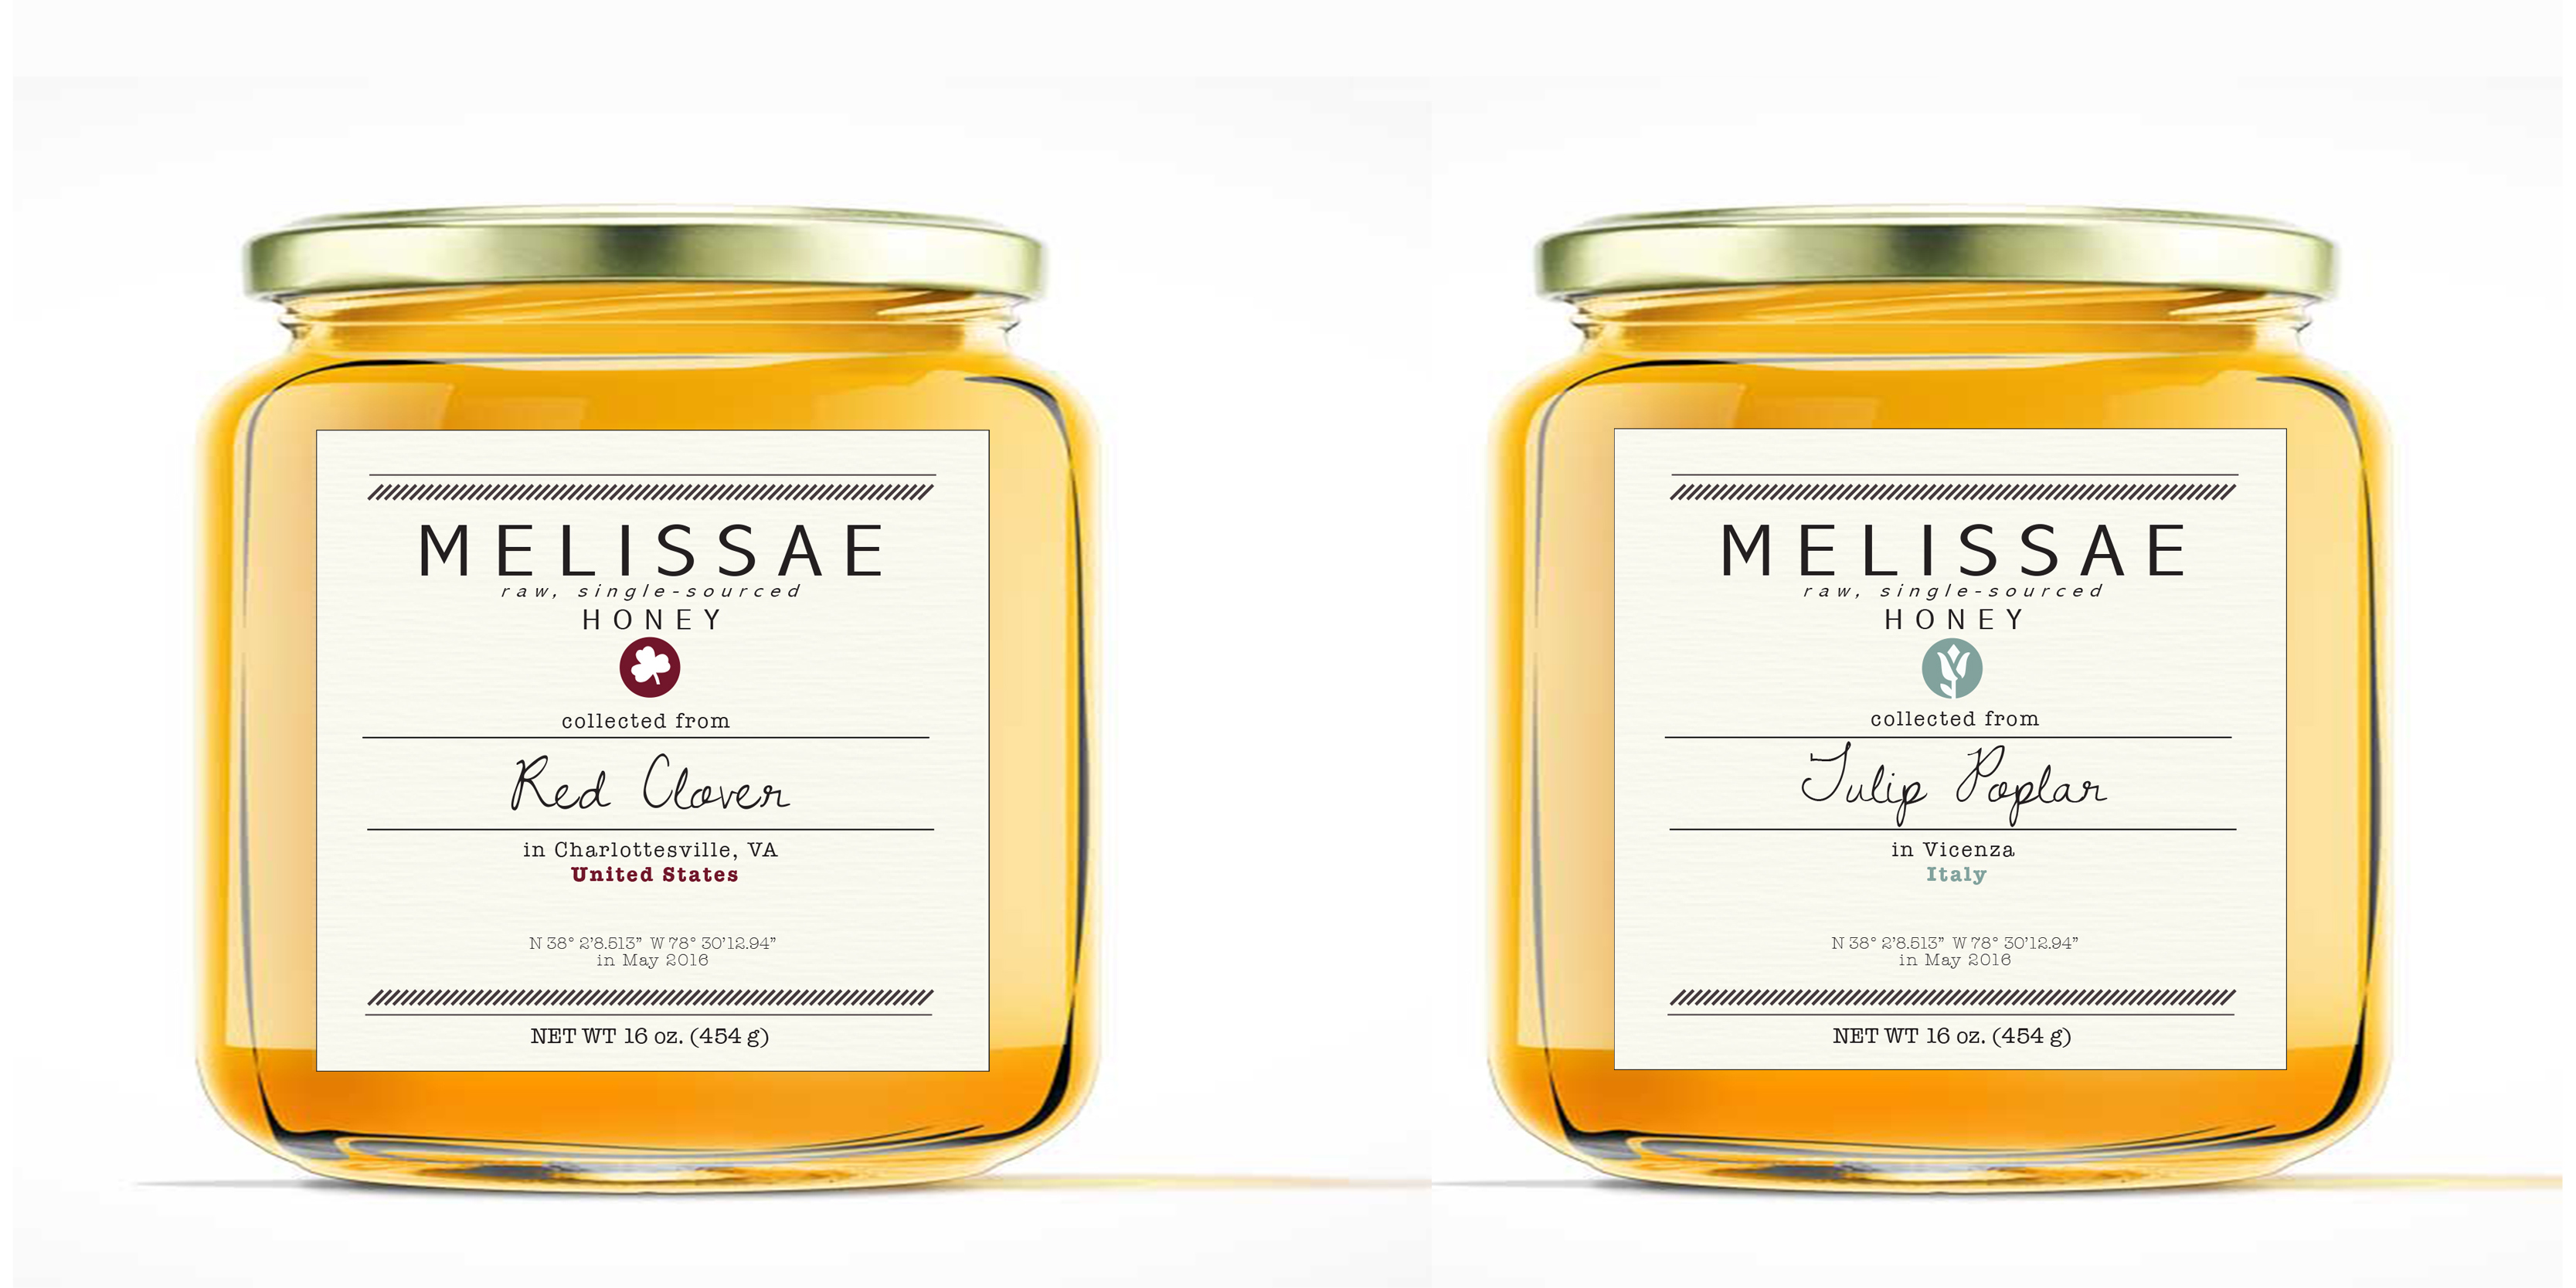 MELISSAE
raw, single-sourced
HONEY
collected from
Red Clover
in Charlottesville, VA
United States
N 38° 2’8.513” W 78° 30’12.94”
in May 2016
NET WT 16 oz. (454 g)
MELISSAE
raw, single-sourced
HONEY
collected from
Tulip Poplar
in Vicenza
Italy
N 38° 2’8.513” W 78° 30’12.94”
in May 2016
NET WT 16 oz. (454 g)